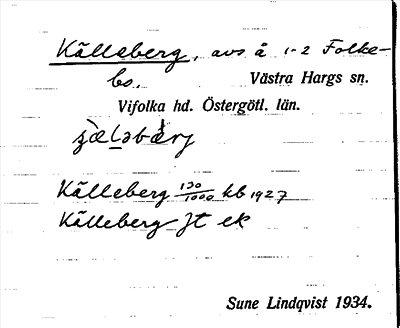 Källeberg, avs å 1-2 Folke-
bo. Västra Hargs sn.
Vifolka hd. Östergötl. län.
Källeberg 130/1000 kb 1927
Källeberg Jt ek
Sune Lindqvist 1934.